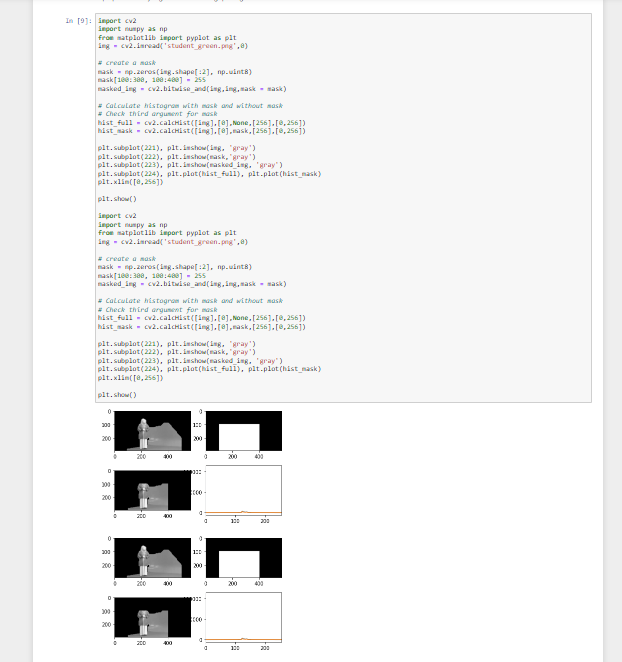 In [9]:
import cv2
import numpy as np
from matplotlib import pyplot as plt
img = cv2.imread('student_green.png',0)
# create a mask
mask = np.zeros(img.shape[:2], np.uint8)
mask[100:300, 100:400] = 255
masked_img = cv2.bitwise_and(img,img,mask = mask)
# Calculate histogram with mask and without mask
# Check third argument for mask
hist_full = cv2.calcHist([img],[0],None,[256],[0,256])
hist_mask = cv2.calcHist([img],[0],mask,[256],[0,256])
plt.subplot(221), plt.imshow(img, 'gray')
plt.subplot(222), plt.imshow(mask,'gray')
plt.subplot(223), plt.imshow(masked_img, 'gray')
plt.subplot(224), plt.plot(hist_full), plt.plot(hist_mask)
plt.xlim([0,256])
plt.show()
import cv2
import numpy as np
from matplotlib import pyplot as plt
img = cv2.imread('student_green.png',0)
# create a mask
mask = np.zeros(img.shape[:2], np.uint8)
mask[100:300, 100:400] = 255
masked_img = cv2.bitwise_and(img,img,mask = mask)
# Calculate histogram with mask and without mask
# Check third argument for mask
hist_full = cv2.calcHist([img],[0],None,[256],[0,256])
hist_mask = cv2.calcHist([img],[0],mask,[256],[0,256])
plt.subplot(221), plt.imshow(img, 'gray')
plt.subplot(222), plt.imshow(mask,'gray')
plt.subplot(223), plt.imshow(masked_img, 'gray')
plt.subplot(224), plt.plot(hist_full), plt.plot(hist_mask)
plt.xlim([0,256])
plt.show()
0 0
100 100
200 200
0 200 400 0 200 400
0
100
200 0
0 200 400 0 100 200
0 0
100 100
200 200
0 200 400 0 200 400
0
100
200 0
0 200 400 0 100 200